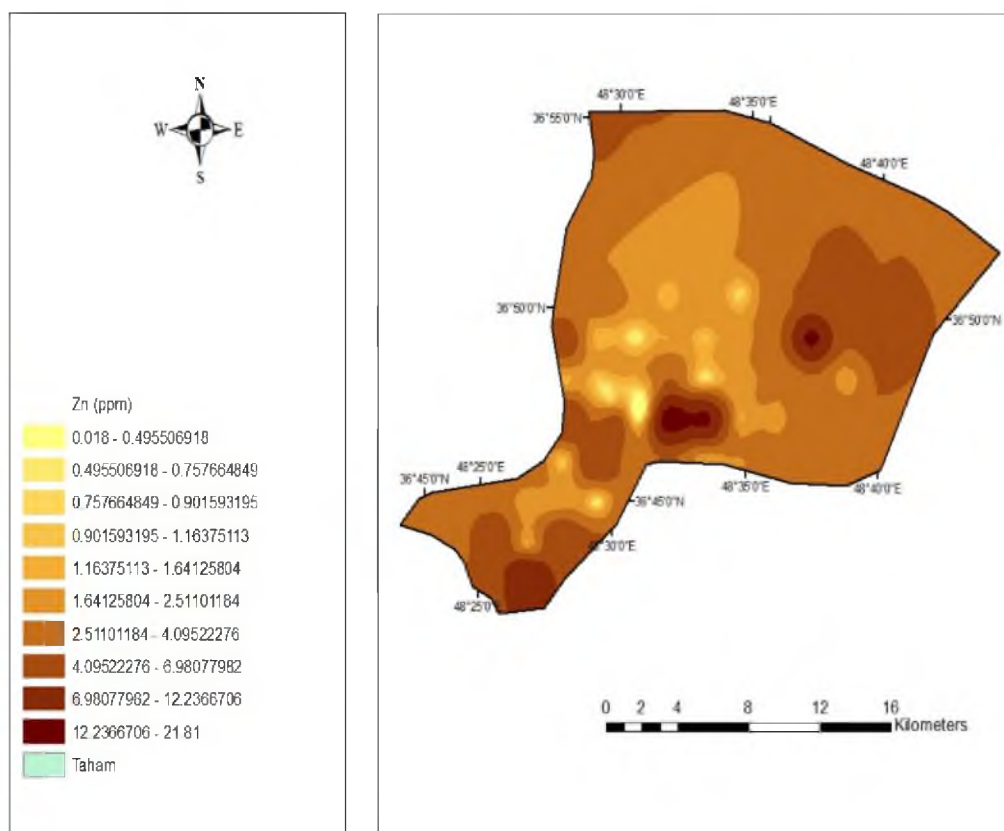 N
W E
S
Zn (ppm)
0.018 - 0.495506918
0.495506918 - 0.757664849
0.757664849 - 0.901593195
0.901593195 - 1.16375113
1.16375113 - 1.64125804
1.64125804 - 2.51101184
2.51101184 - 4.09522276
4.09522276 - 6.98077962
6.98077962 - 12.2366706
12.2366706 - 21.81
Taham
48°30'0"E
48°35'0"E
36°55'0"N
48°40'0"E
36°50'0"N
36°50'0"N
48°25'0"E
36°45'0"N
48°35'0"E
48°40'0"E
36°45'0"N
48°30'0"E
48°25'0"
0 2 4 8 12 16
Kilometers